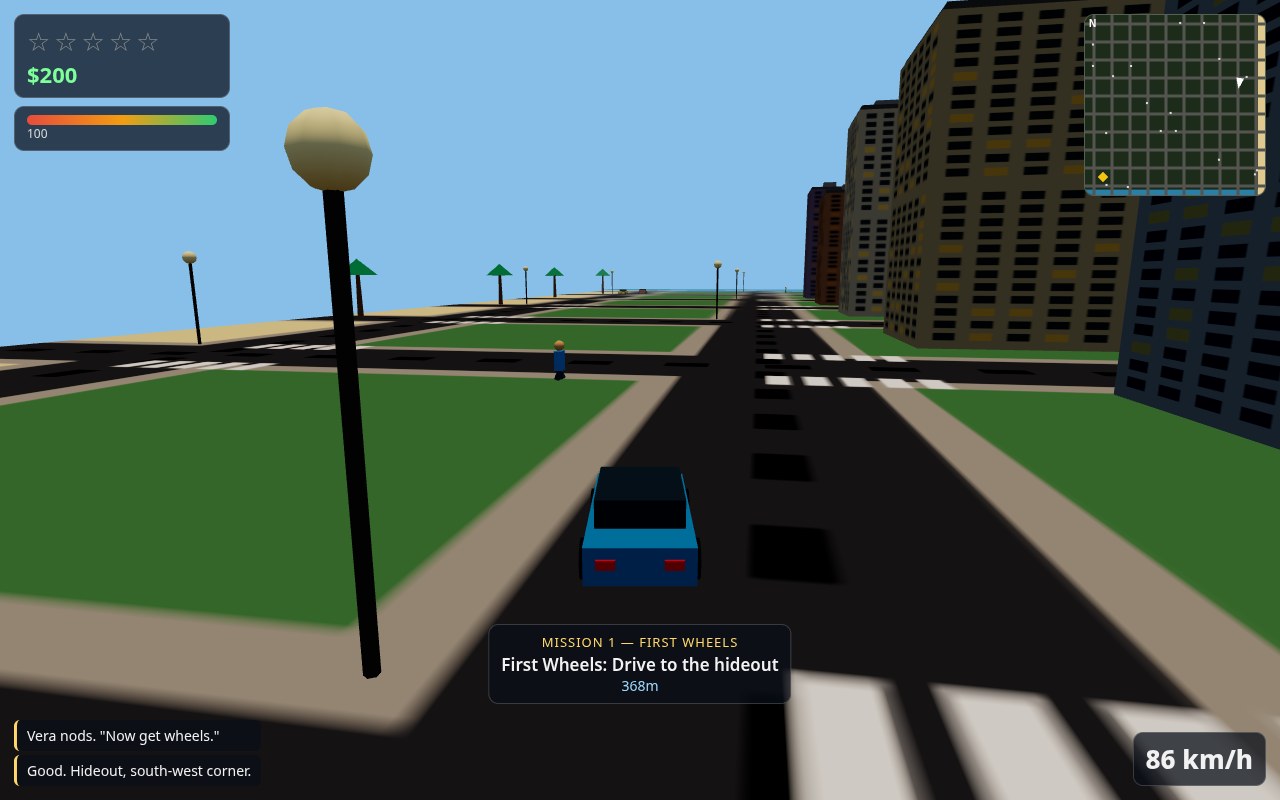 ☆☆☆☆☆
$200
100
N
MISSION 1 — FIRST WHEELS
First Wheels: Drive to the hideout
368m
Vera nods. "Now get wheels."
Good. Hideout, south-west corner.
86 km/h